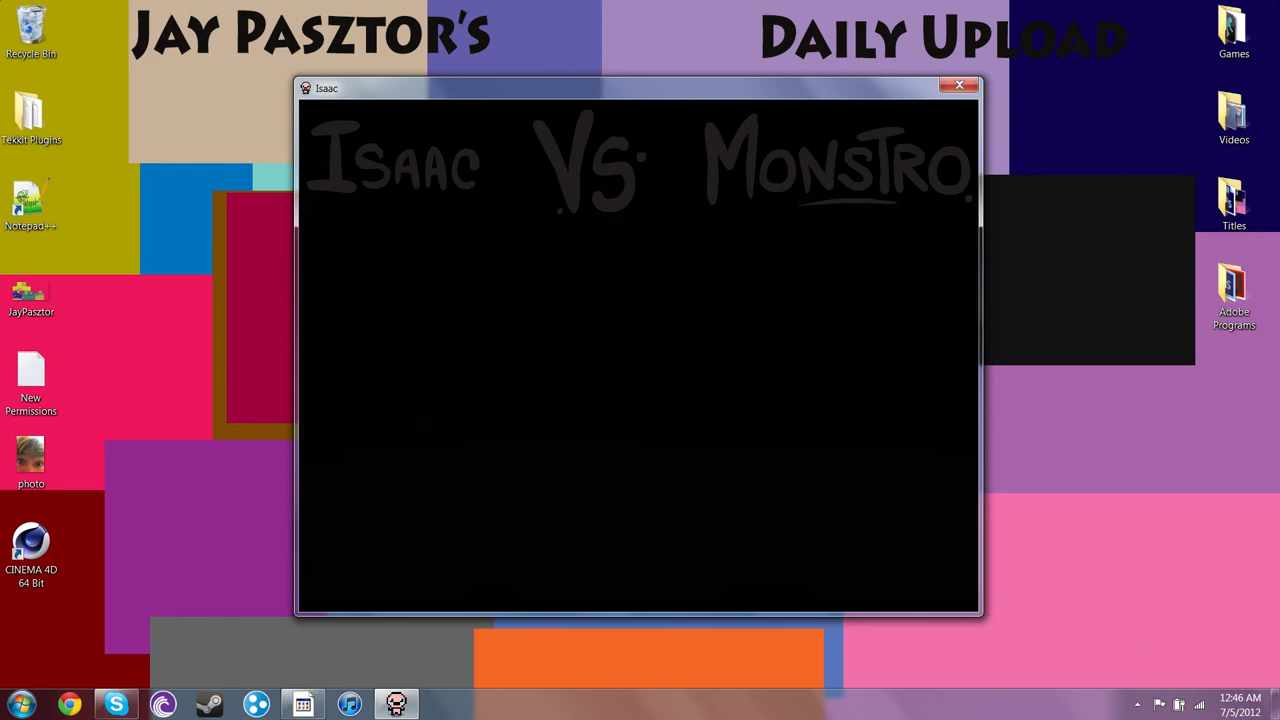 Jay Pasztor's Daily Upload
Recycle Bin
Tekkit Plugins
Notepad++
JayPasztor
New
Permissions
photo
CINEMA 4D
64 Bit
Isaac
Isaac Vs. Monstro.
Games
Videos
Titles
Adobe
Programs
12:46 AM
7/5/2012